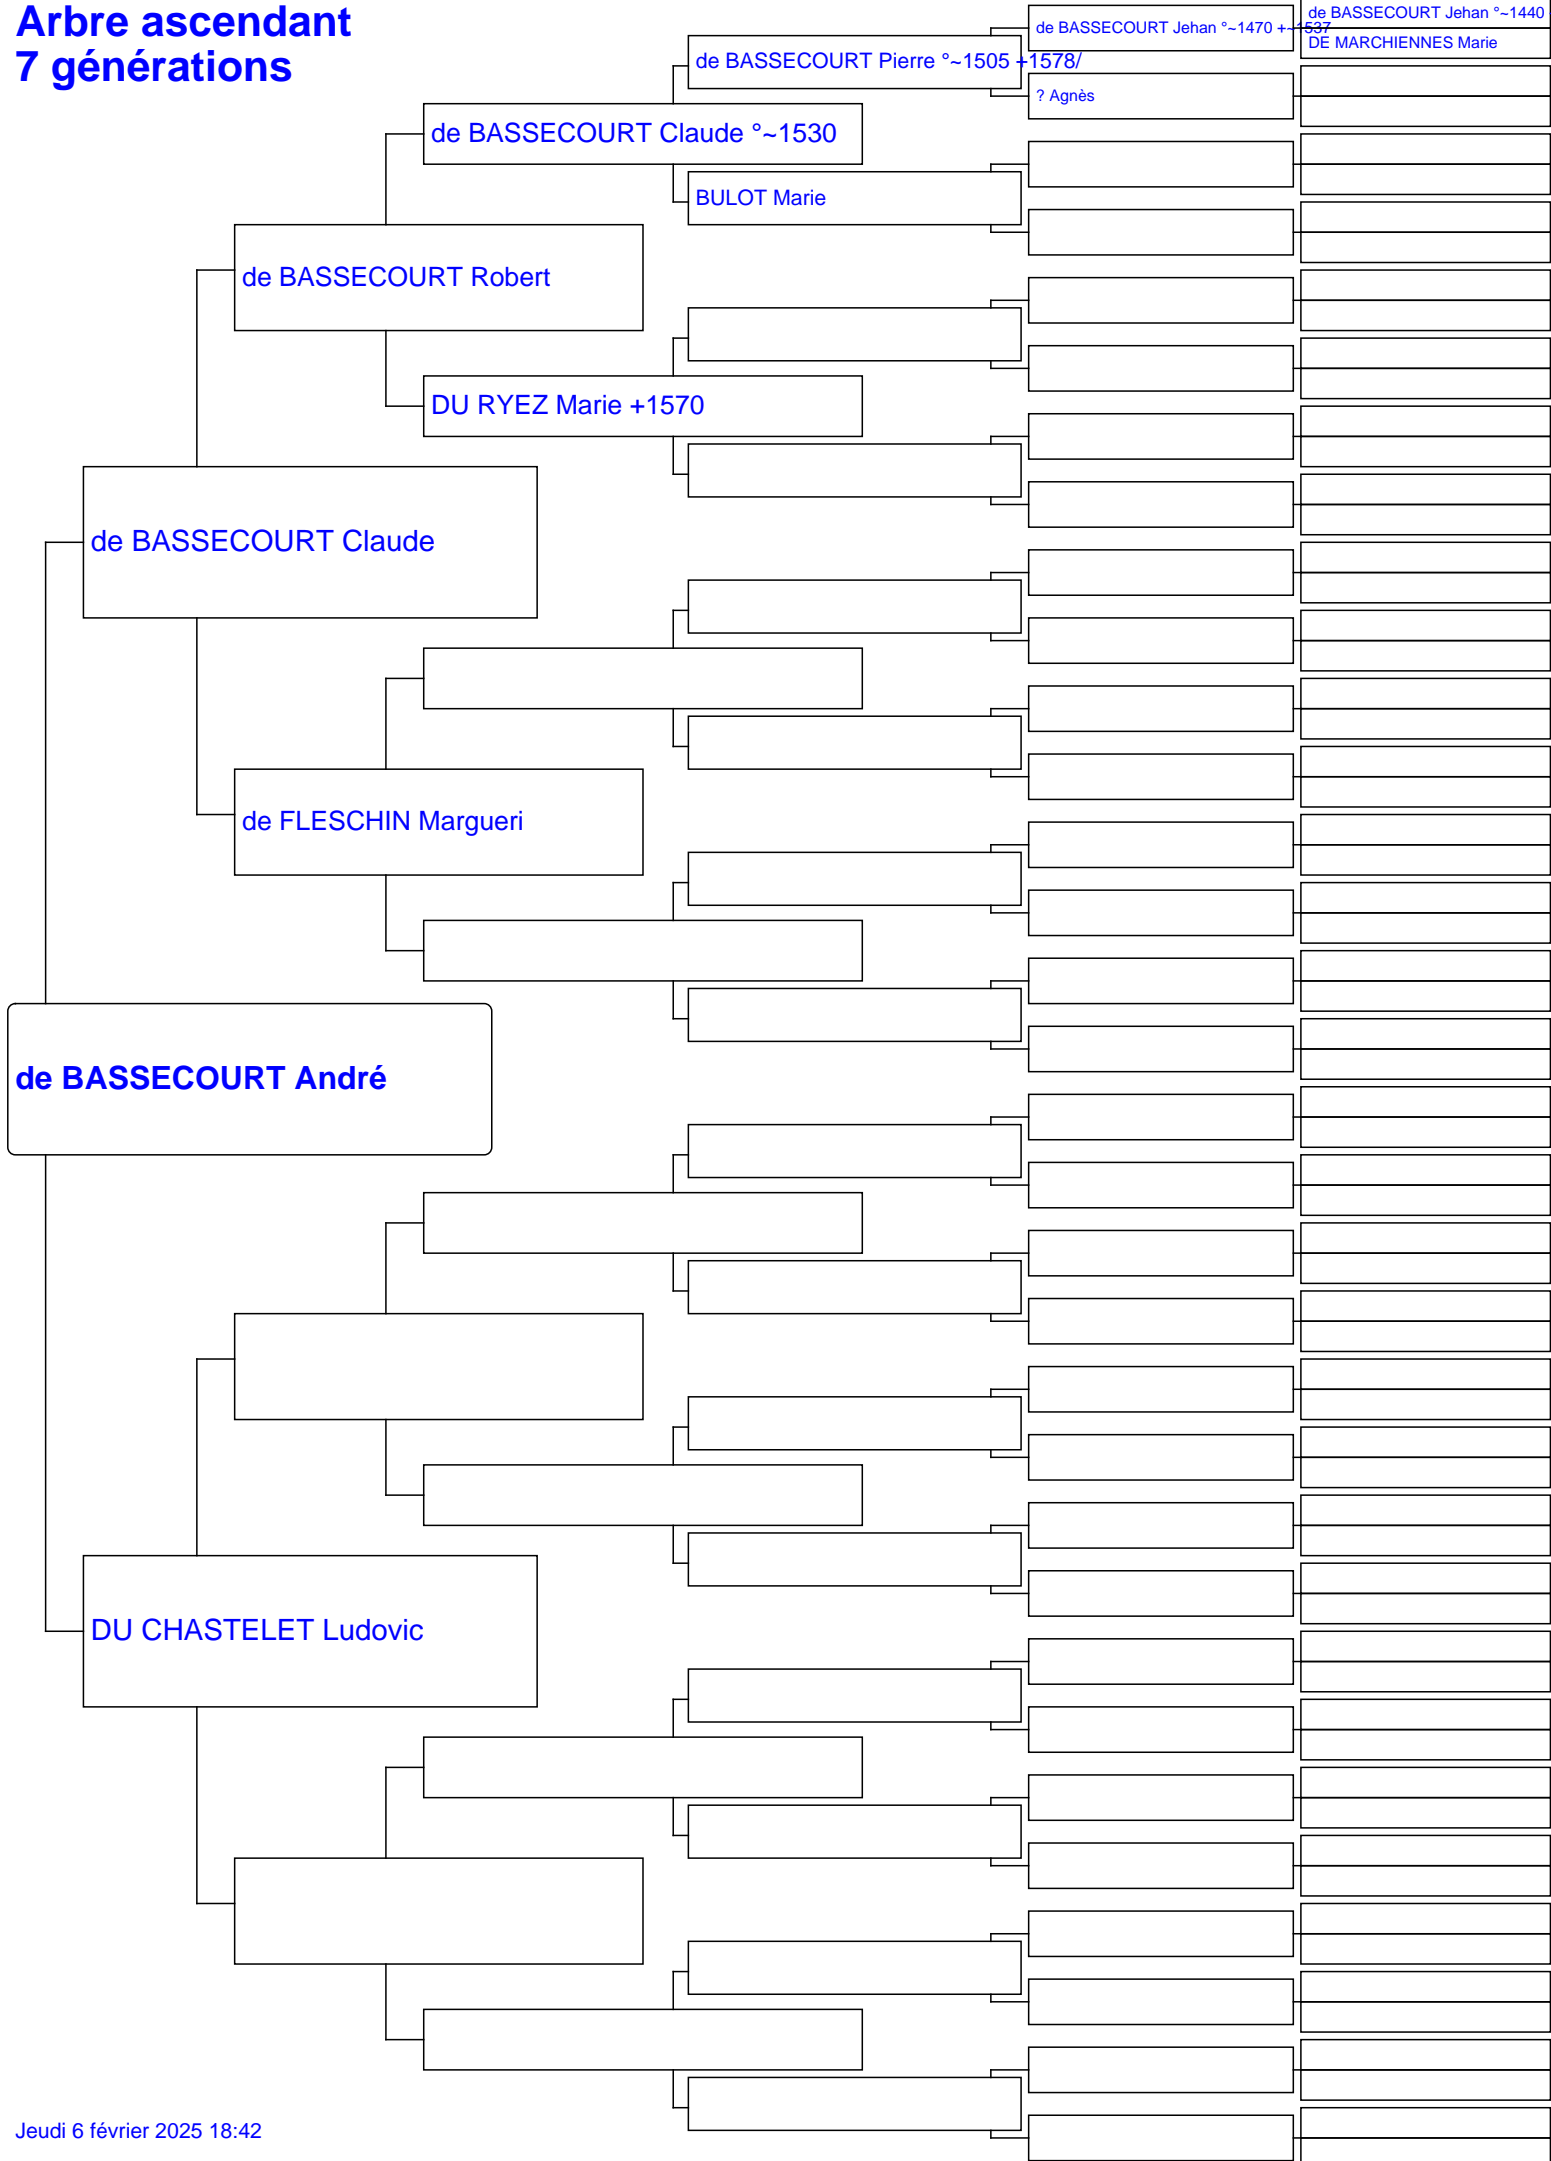 Arbre ascendant
7 générations
de BASSECOURT Jehan °~1440
DE MARCHIENNES Marie
de BASSECOURT Jehan °~1470 +~1537
? Agnès
de BASSECOURT Pierre °~1505 +1578/
BULOT Marie
de BASSECOURT Claude °~1530
DU RYEZ Marie +1570
de BASSECOURT Robert
de FLESCHIN Margueri
de BASSECOURT Claude
DU CHASTELET Ludovic
de BASSECOURT André
Jeudi 6 février 2025 18:42